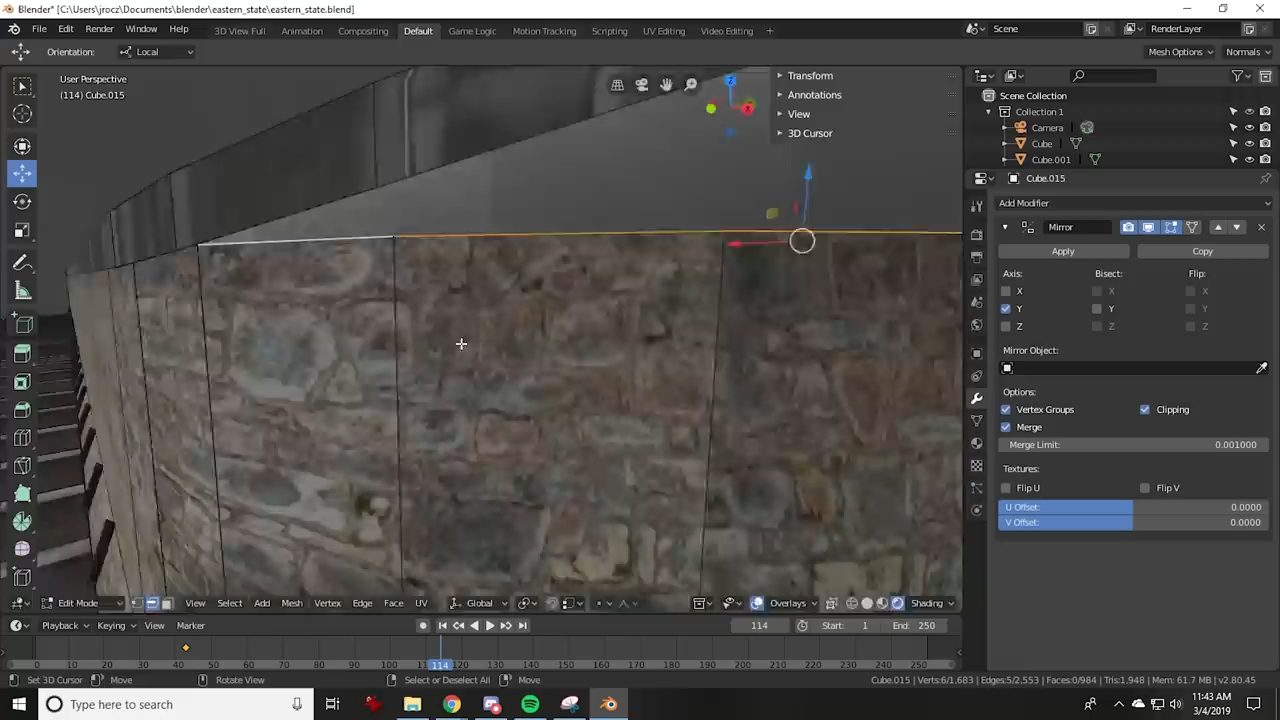 Blender* [C:\Users\jrocz\Documents\blender\eastern_state\eastern_state.blend]
File Edit Render Window Help
3D View Full Animation Compositing Default Game Logic Motion Tracking Scripting UV Editing Video Editing +
Scene
RenderLayer
Orientation: Local
Mesh Options Normals
User Perspective
(114) Cube.015
Z
X
Transform
Annotations
View
3D Cursor
Scene Collection
Collection 1
Camera
Cube
Cube.001
Cube.015
Add Modifier
Mirror
Apply Copy
Axis: Bisect: Flip:
X X X
Y Y Y
Z Z Z
Mirror Object:
Options:
Vertex Groups Clipping
Merge
Merge Limit: 0.001000
Textures:
Flip U Flip V
U Offset: 0.0000
V Offset: 0.0000
Edit Mode View Select Add Mesh Vertex Edge Face UV Global Overlays Shading
Playback Keying View Marker 114 Start: 1 End: 250
0 10 20 30 40 50 60 70 80 90 100 110 114 120 130 140 150 160 170 180 190 200 210 220 230 240 250
Set 3D Cursor Move Rotate View Select or Deselect All Move Cube.015 | Verts:6/1,683 | Edges:5/2,553 | Faces:0/984 | Tris:1,948 | Mem: 61.7 MB | v2.80.45
Type here to search
11:43 AM
3/4/2019